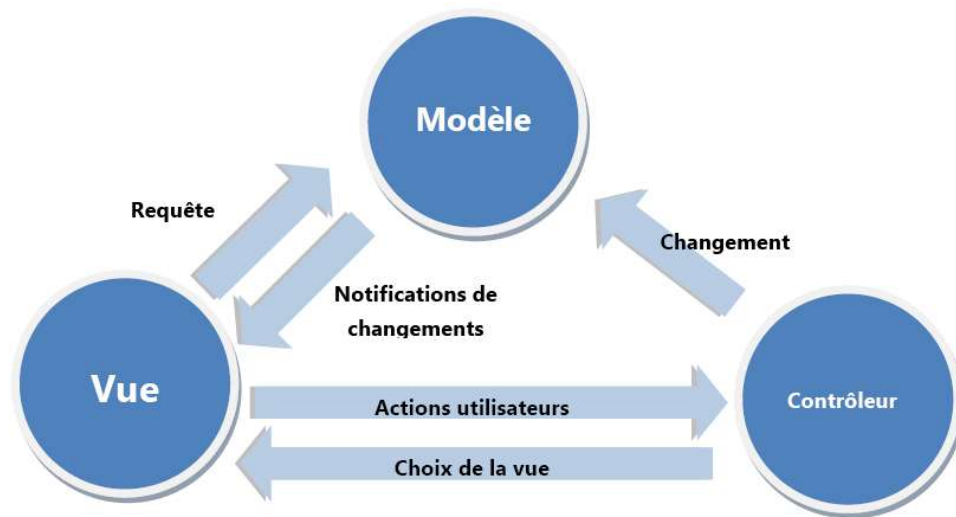 Modèle
Requête
Changement
Notifications de
changements
Vue
Actions utilisateurs
Contrôleur
Choix de la vue